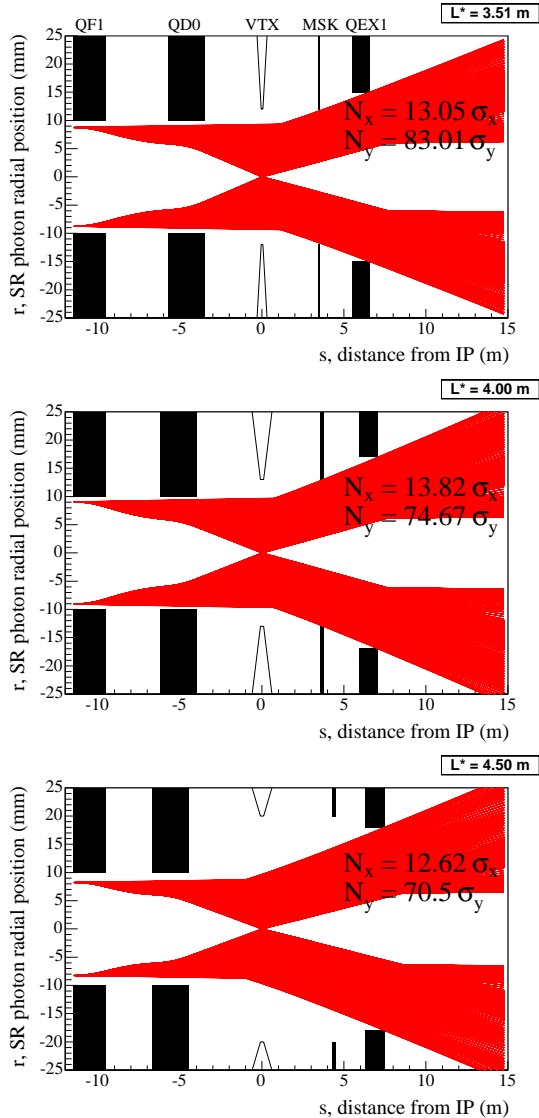 L* = 3.51 m
QF1 QD0 VTX MSK QEX1
r, SR photon radial position (mm)
25
20
15
10
5
0
-5
-10
-15
-20
-25
N_x = 13.05 σ_x
N_y = 83.01 σ_y
-10 -5 0 5 10 15
s, distance from IP (m)
L* = 4.00 m
r, SR photon radial position (mm)
25
20
15
10
5
0
-5
-10
-15
-20
-25
N_x = 13.82 σ_x
N_y = 74.67 σ_y
-10 -5 0 5 10 15
s, distance from IP (m)
L* = 4.50 m
r, SR photon radial position (mm)
25
20
15
10
5
0
-5
-10
-15
-20
-25
N_x = 12.62 σ_x
N_y = 70.5 σ_y
-10 -5 0 5 10 15
s, distance from IP (m)